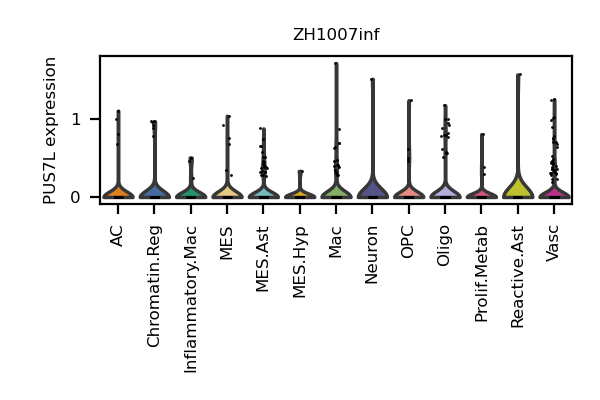 ZH1007inf
PUS7L expression
1
0
AC
Chromatin.Reg
Inflammatory.Mac
MES
MES.Ast
MES.Hyp
Mac
Neuron
OPC
Oligo
Prolif.Metab
Reactive.Ast
Vasc